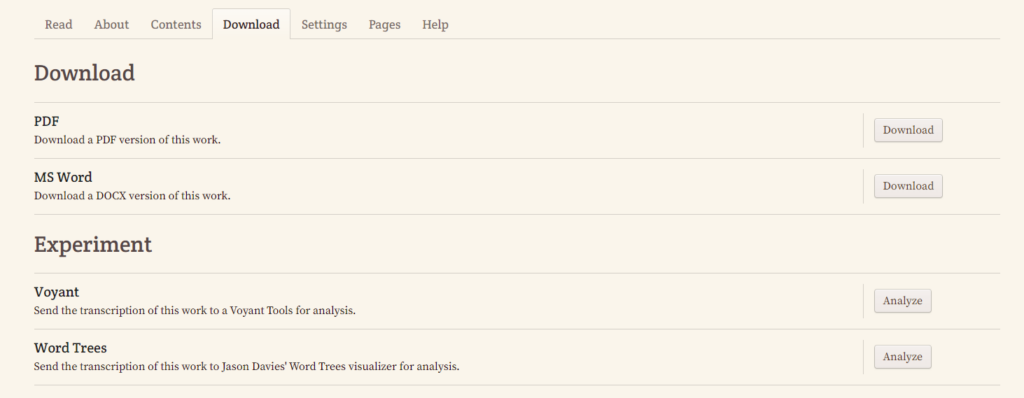 Read About Contents Download Settings Pages Help
Download
PDF
Download a PDF version of this work.
Download
MS Word
Download a DOCX version of this work.
Download
Experiment
Voyant
Send the transcription of this work to a Voyant Tools for analysis.
Analyze
Word Trees
Send the transcription of this work to Jason Davies' Word Trees visualizer for analysis.
Analyze